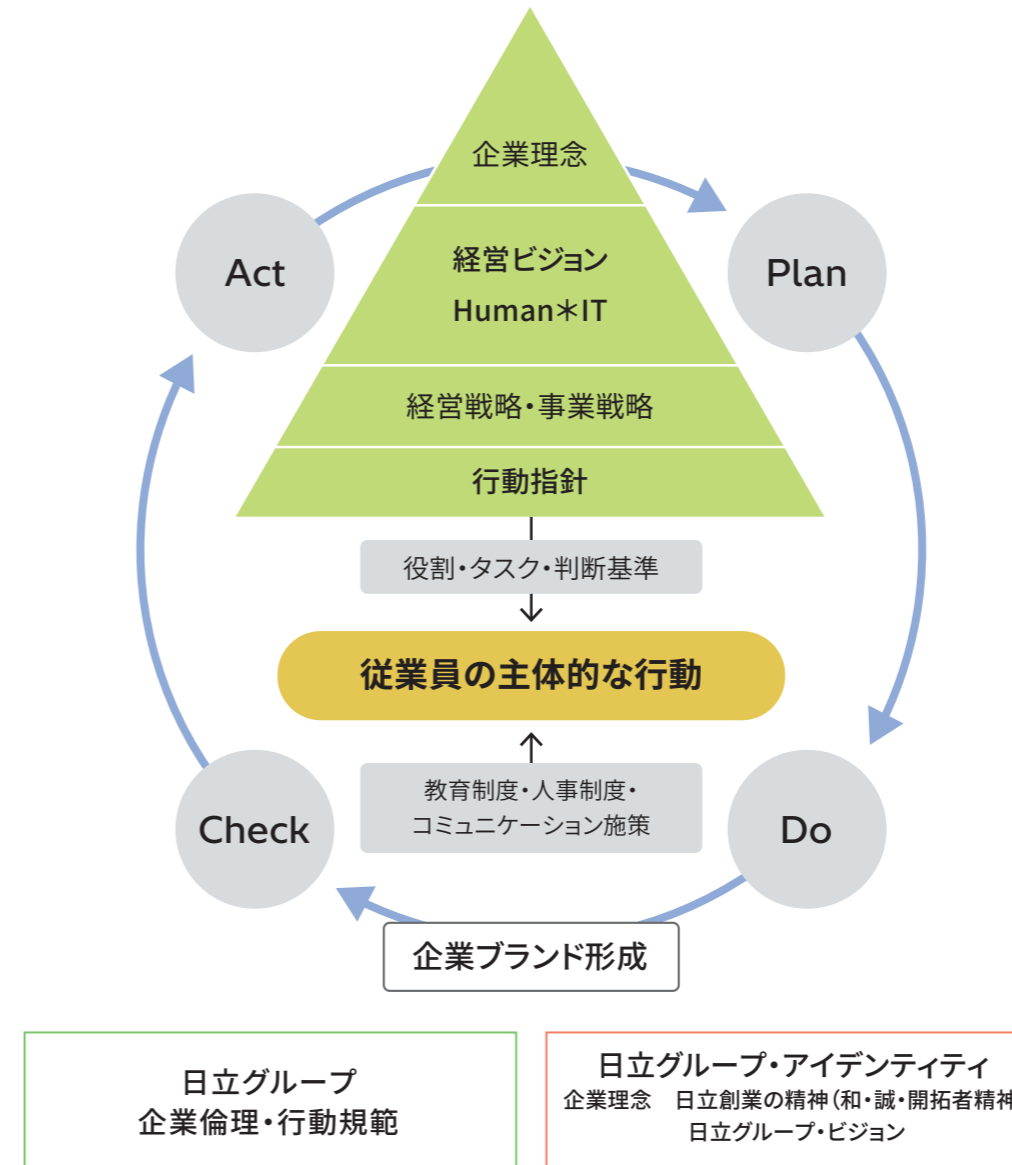 企業理念
経営ビジョン
Human＊IT
経営戦略・事業戦略
行動指針
Act
Plan
役割・タスク・判断基準
従業員の主体的な行動
教育制度・人事制度・
コミュニケーション施策
Check
Do
企業ブランド形成
日立グループ
企業倫理・行動規範
日立グループ・アイデンティティ
企業理念　日立創業の精神（和・誠・開拓者精神
日立グループ・ビジョン